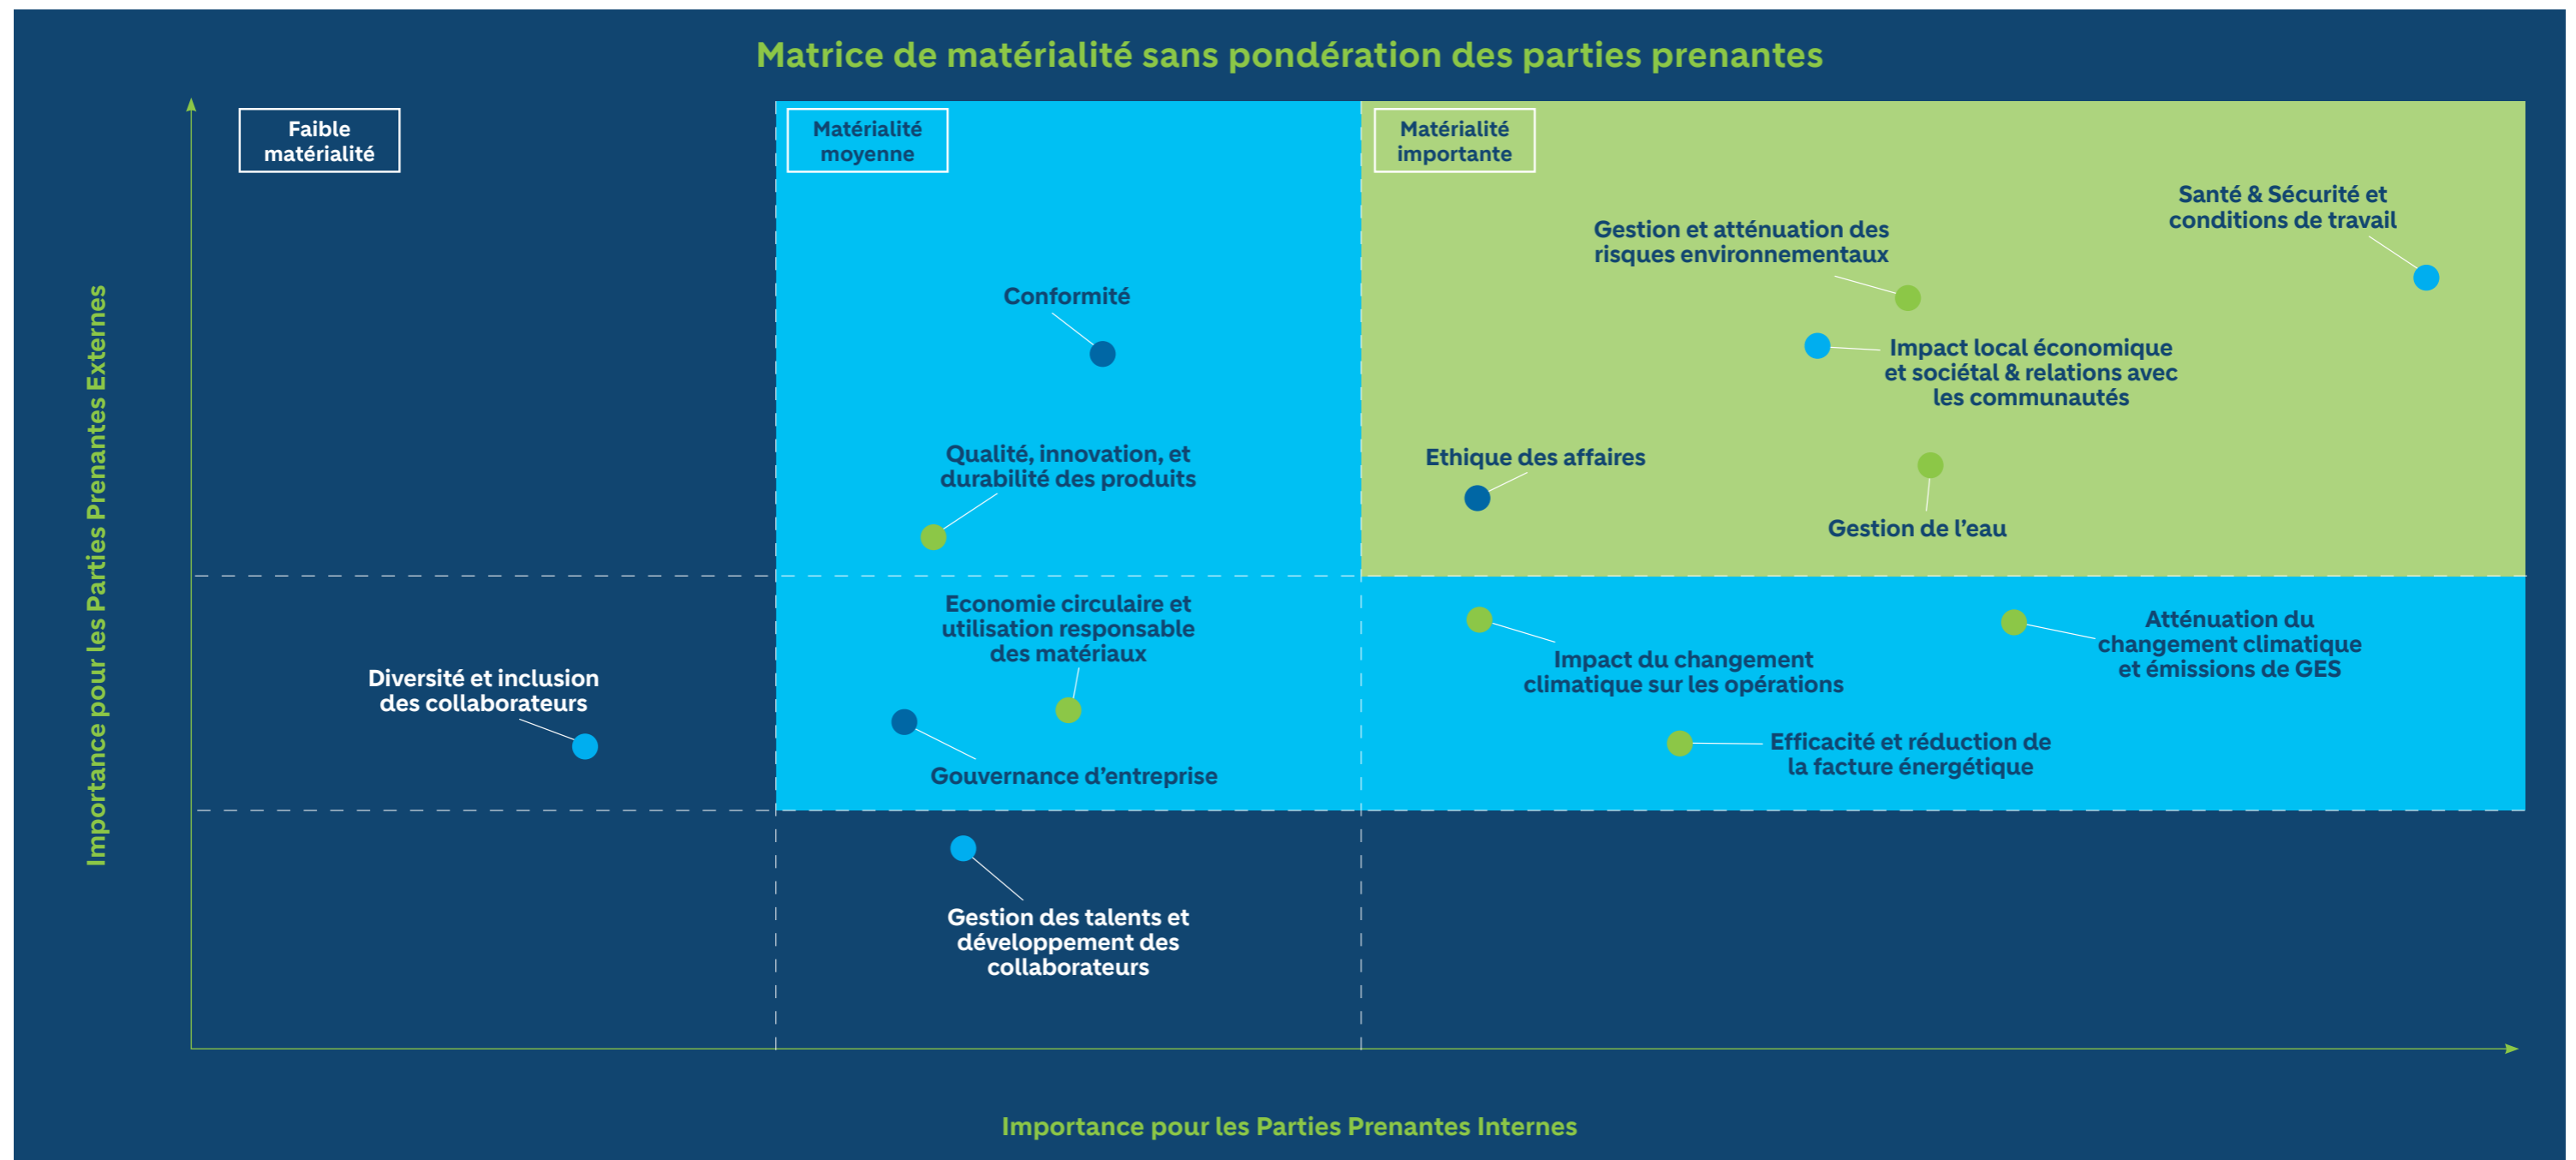 Matrice de matérialité sans pondération des parties prenantes
Faible
matérialité
Matérialité
moyenne
Matérialité
importante
Santé & Sécurité et
conditions de travail
Gestion et atténuation des
risques environnementaux
Conformité
Impact local économique
et sociétal & relations avec
les communautés
Qualité, innovation, et
durabilité des produits
Ethique des affaires
Gestion de l’eau
Economie circulaire et
utilisation responsable
des matériaux
Atténuation du
changement climatique
et émissions de GES
Impact du changement
climatique sur les opérations
Diversité et inclusion
des collaborateurs
Efficacité et réduction de
la facture énergétique
Gouvernance d’entreprise
Gestion des talents et
développement des
collaborateurs
Importance pour les Parties Prenantes Externes
Importance pour les Parties Prenantes Internes